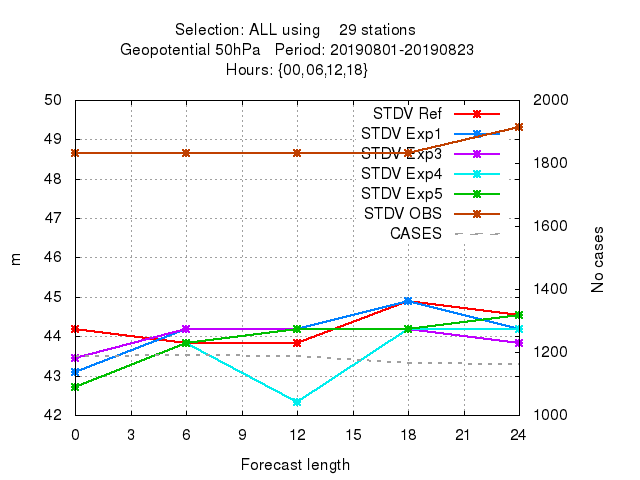 Selection: ALL using    29 stations
Geopotential 50hPa   Period: 20190801-20190823
Hours: {00,06,12,18}
50 2000
STDV Ref
49 STDV Exp1
STDV Exp3 1800
48 STDV Exp4
STDV Exp5
47 STDV OBS 1600
CASES
46
m No cases
45 1400
44
1200
43
42 1000
0 3 6 9 12 15 18 21 24
Forecast length